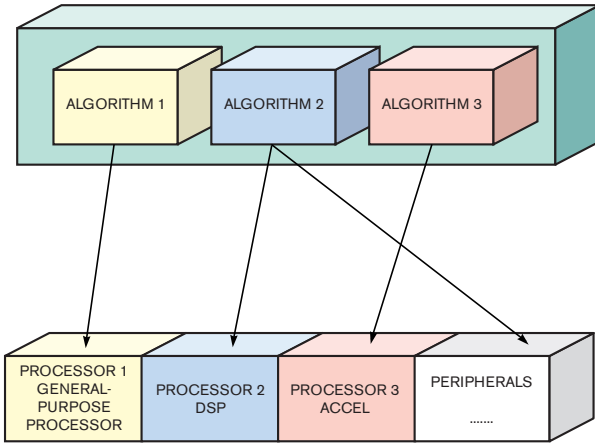 ALGORITHM 1
ALGORITHM 2
ALGORITHM 3
PROCESSOR 1
GENERAL-
PURPOSE
PROCESSOR
PROCESSOR 2
DSP
PROCESSOR 3
ACCEL
PERIPHERALS
.......